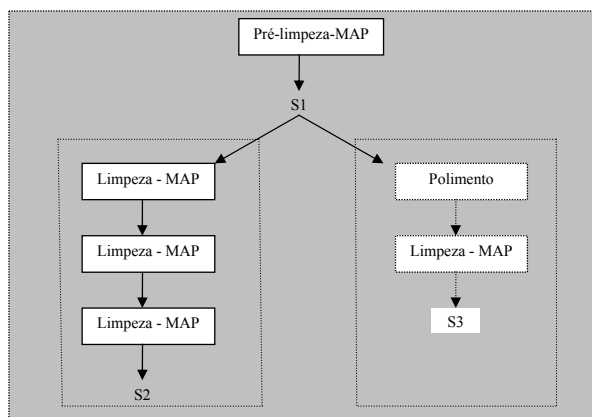 Pré-limpeza-MAP
S1
Limpeza - MAP
Limpeza - MAP
Limpeza - MAP
S2
Polimento
Limpeza - MAP
S3